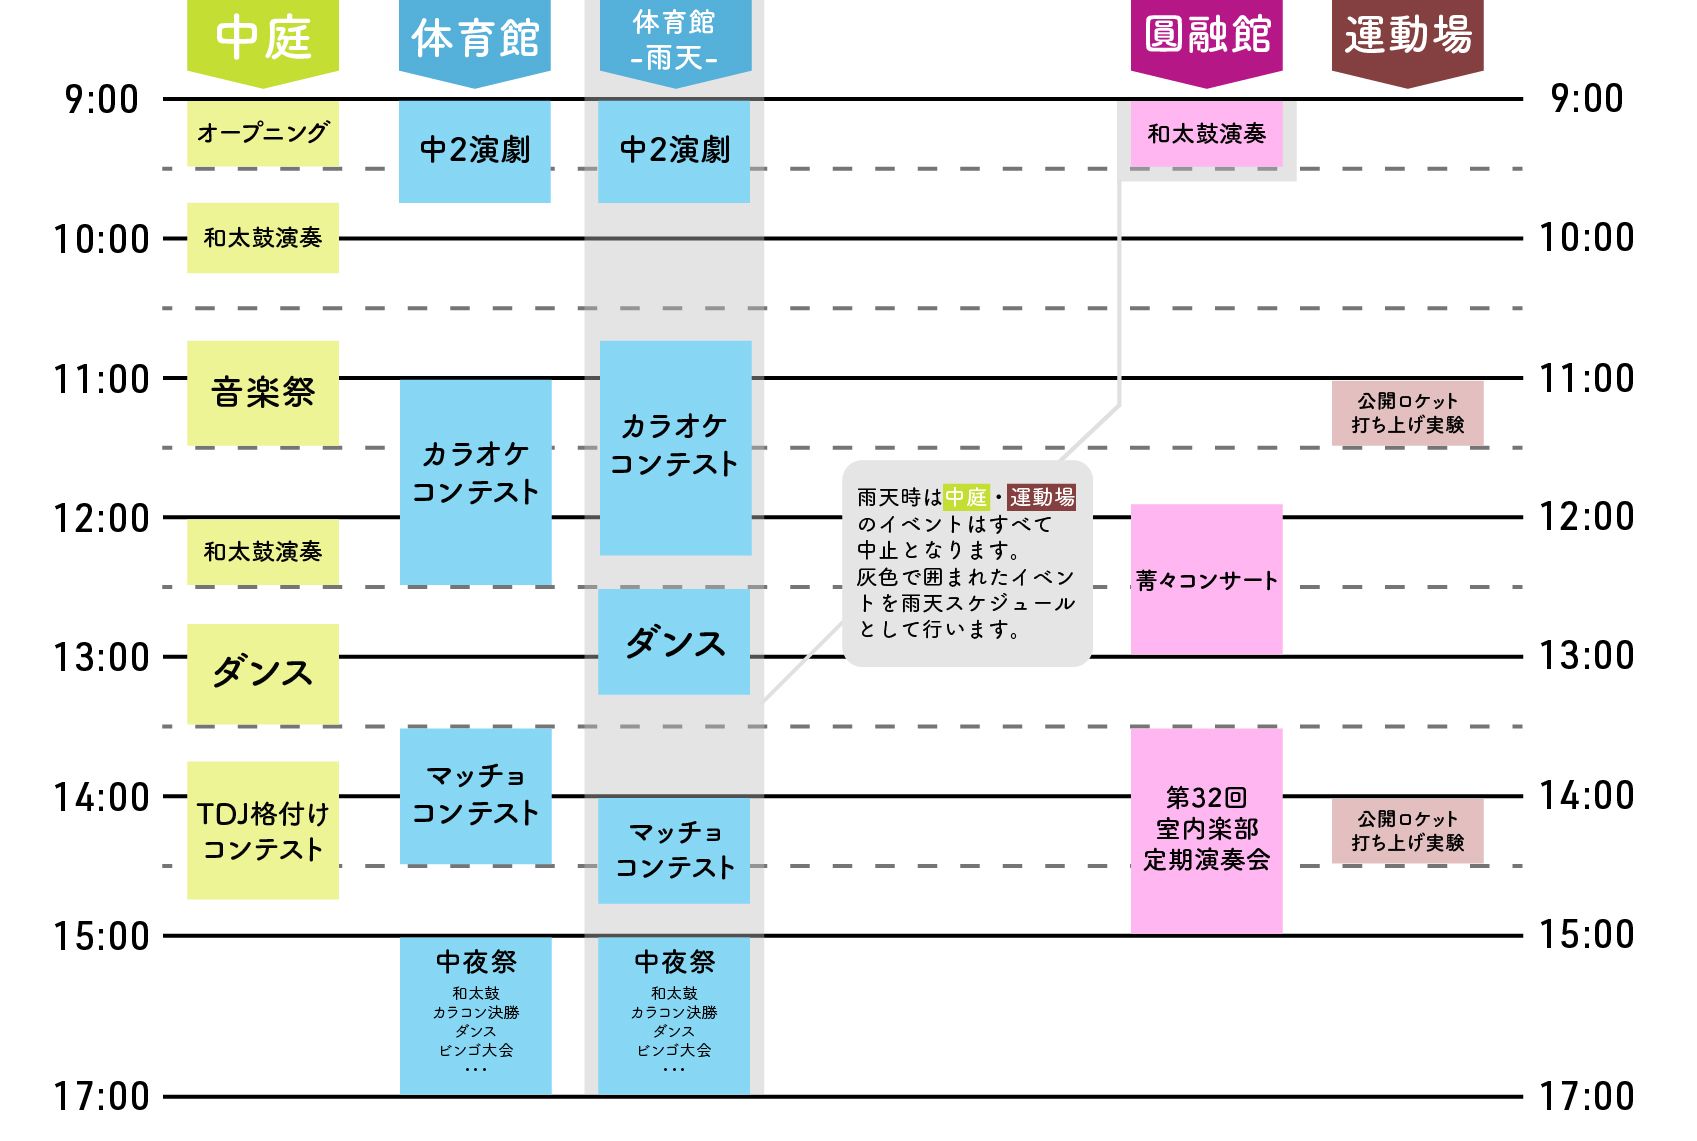 中庭
体育館
体育館
-雨天-
圓融館
運動場
9:00
9:00
オープニング
中2演劇
中2演劇
和太鼓演奏
10:00
和太鼓演奏
10:00
11:00
音楽祭
カラオケ
コンテスト
カラオケ
コンテスト
公開ロケット
打ち上げ実験
11:00
雨天時は中庭・運動場
のイベントはすべて
中止となります。
灰色で囲まれたイベン
トを雨天スケジュール
として行います。
12:00
和太鼓演奏
菁々コンサート
12:00
13:00
ダンス
ダンス
13:00
14:00
TDJ格付け
コンテスト
マッチョ
コンテスト
マッチョ
コンテスト
第32回
室内楽部
定期演奏会
公開ロケット
打ち上げ実験
14:00
15:00
15:00
中夜祭
和太鼓
カラコン決勝
ダンス
ビンゴ大会
・・・
中夜祭
和太鼓
カラコン決勝
ダンス
ビンゴ大会
・・・
17:00
17:00